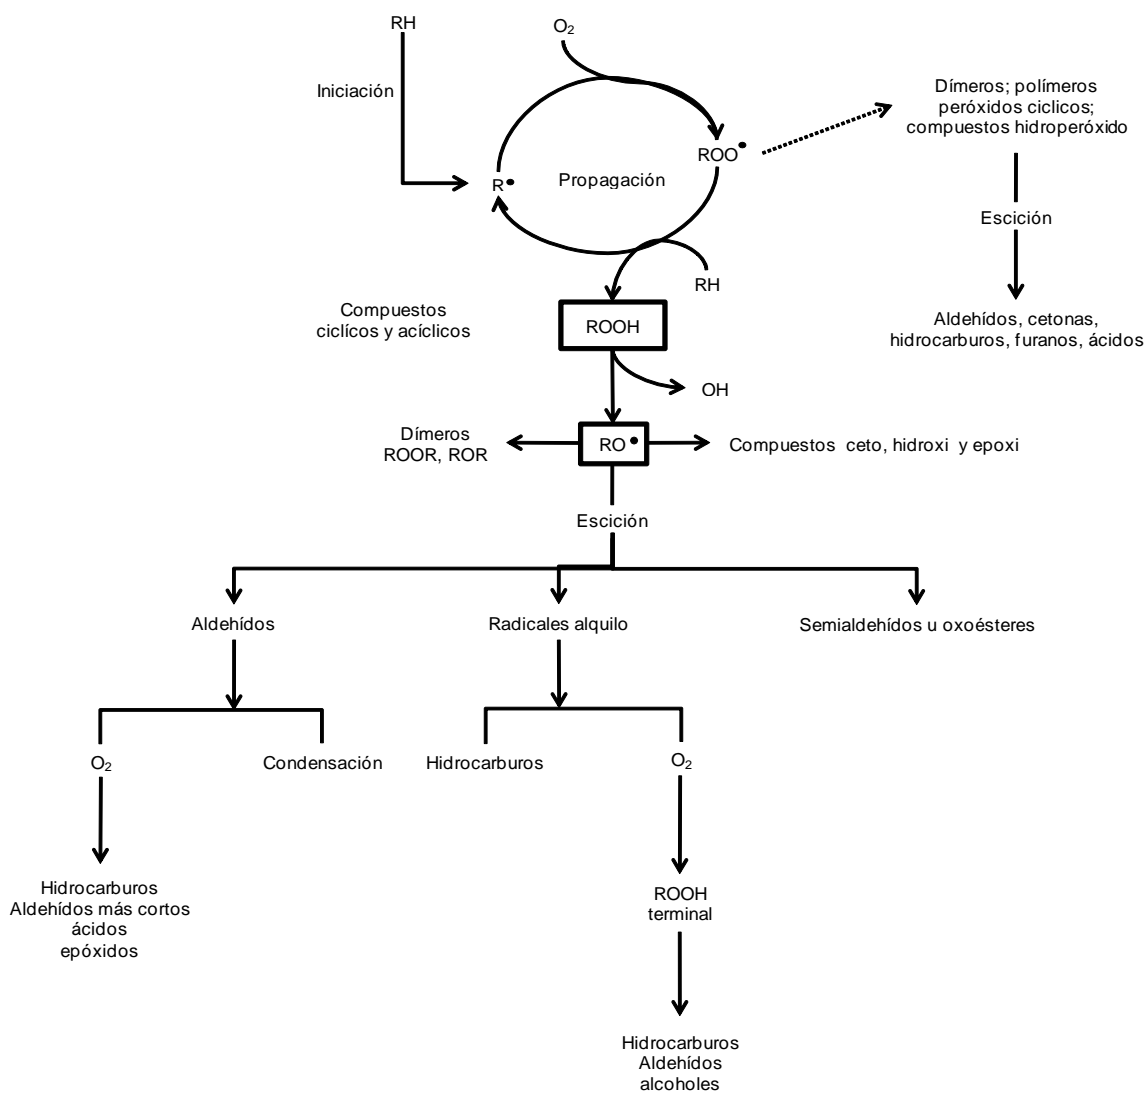 RH
O₂
Iniciación
Dímeros; polímeros
peróxidos ciclicos;
compuestos hidroperóxido
ROO•
R•
Propagación
Escición
RH
Compuestos
ciclícos y acíclicos
ROOH
Aldehídos, cetonas,
hidrocarburos, furanos, ácidos
OH
Dímeros
ROOR, ROR
RO•
Compuestos ceto, hidroxi y epoxi
Escición
Aldehídos
Radicales alquilo
Semialdehídos u oxoésteres
O₂
Condensación
Hidrocarburos
O₂
Hidrocarburos
Aldehídos más cortos
ácidos
epóxidos
ROOH
terminal
Hidrocarburos
Aldehídos
alcoholes